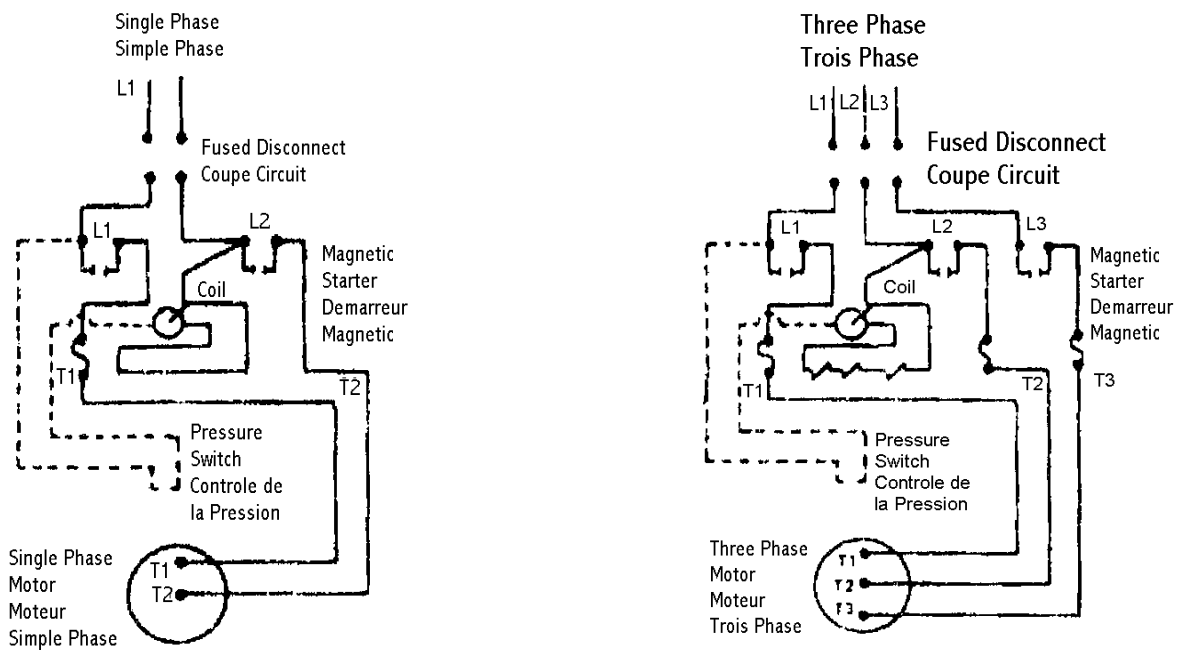 Single Phase
Simple Phase
L1
Fused Disconnect
Coupe Circuit
L1
L2
Magnetic
Starter
Demarreur
Magnetic
Coil
T1
T2
Pressure
Switch
Controle de
la Pression
Single Phase
Motor
Moteur
Simple Phase
T1
T2
Three Phase
Trois Phase
L1
L2
L3
Fused Disconnect
Coupe Circuit
L1
L2
L3
Magnetic
Starter
Demarreur
Magnetic
Coil
T1
T2
T3
Pressure
Switch
Controle de
la Pression
Three Phase
Motor
Moteur
Trois Phase
T1
T2
T3